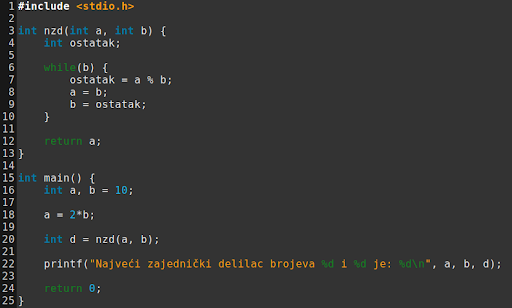 1 #include <stdio.h>
2
3 int nzd(int a, int b) {
4     int ostatak;
5
6     while(b) {
7         ostatak = a % b;
8         a = b;
9         b = ostatak;
10     }
11
12     return a;
13 }
14
15 int main() {
16     int a, b = 10;
17
18     a = 2*b;
19
20     int d = nzd(a, b);
21
22     printf("Najveći zajednički delilac brojeva %d i %d je: %d\n", a, b, d);
23
24     return 0;
25 }